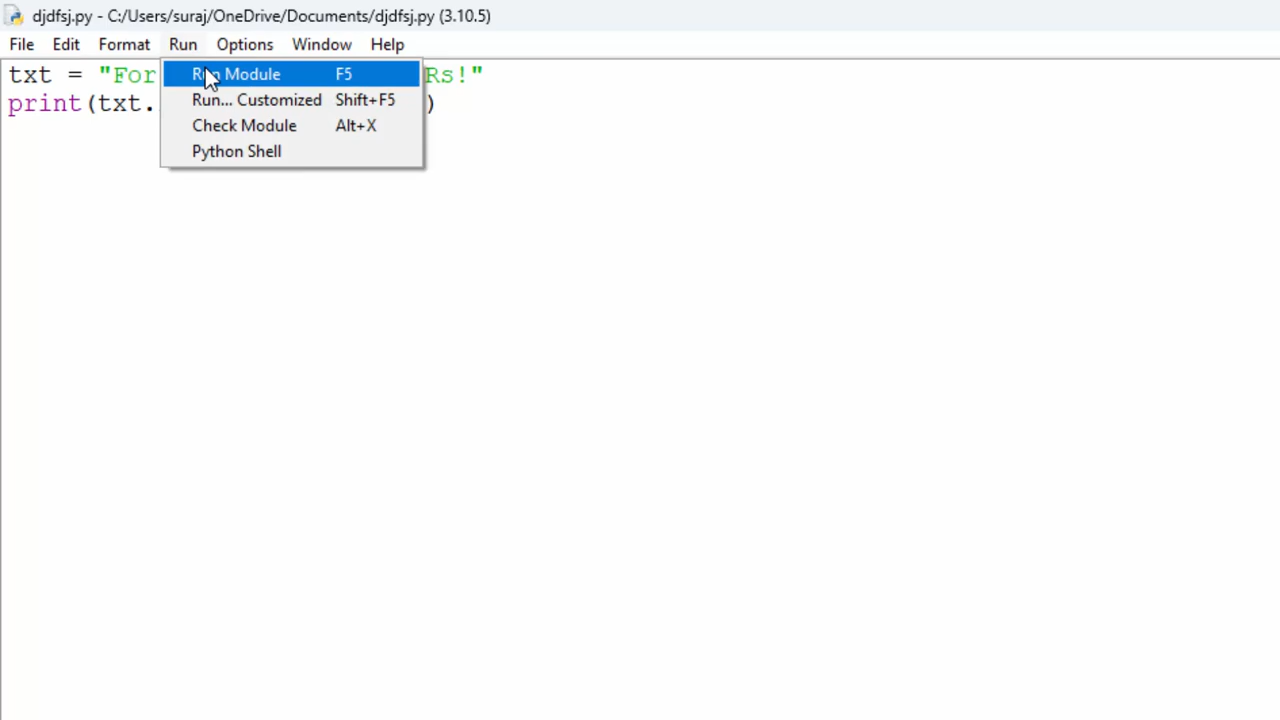 djdfsj.py - C:/Users/suraj/OneDrive/Documents/djdfsj.py (3.10.5)
File Edit Format Run Options Window Help
txt = "For Rs!"
print(txt. )
Run Module F5
Run... Customized Shift+F5
Check Module Alt+X
Python Shell